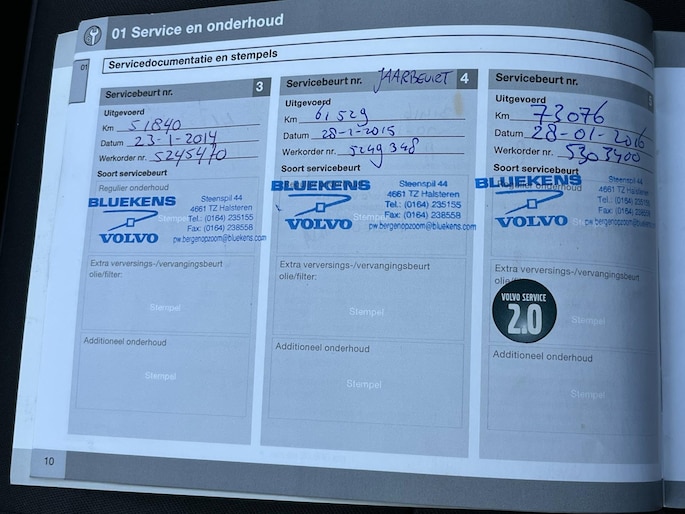 01 Service en onderhoud
01
Servicedocumentatie en stempels
Servicebeurt nr. 3
Uitgevoerd
Km 51840
Datum 23-1-2014
Werkorder nr. 5245470
Soort servicebeurt
Regulier onderhoud
BLUEKENS
VOLVO
Steenspil 44
4661 TZ Halsteren
Tel.: (0164) 235155
Fax: (0164) 238558
pw.bergenopzoom@bluekens.com
Extra verversings-/vervangingsbeurt
olie/filter:
Stempel
Additioneel onderhoud
Stempel
Servicebeurt nr. JAARBEURT 4
Uitgevoerd
Km 61529
Datum 28-1-2015
Werkorder nr. 5249348
Soort servicebeurt
BLUEKENS
VOLVO
Steenspil 44
4661 TZ Halsteren
Tel.: (0164) 235155
Fax: (0164) 238558
pw.bergenopzoom@bluekens.com
Extra verversings-/vervangingsbeurt
olie/filter:
Stempel
Additioneel onderhoud
Stempel
Servicebeurt nr. 5
Uitgevoerd
Km 73076
Datum 28-01-2016
Werkorder nr. 5303400
Soort servicebeurt
BLUEKENS
VOLVO
Steenspil 44
4661 TZ Halsteren
Tel.: (0164) 235155
Fax: (0164) 238558
pw.bergenopzoom@bluekens.com
Extra verversings-/vervangingsbeurt
VOLVO SERVICE
2.0
Stempel
Additioneel onderhoud
Stempel
10